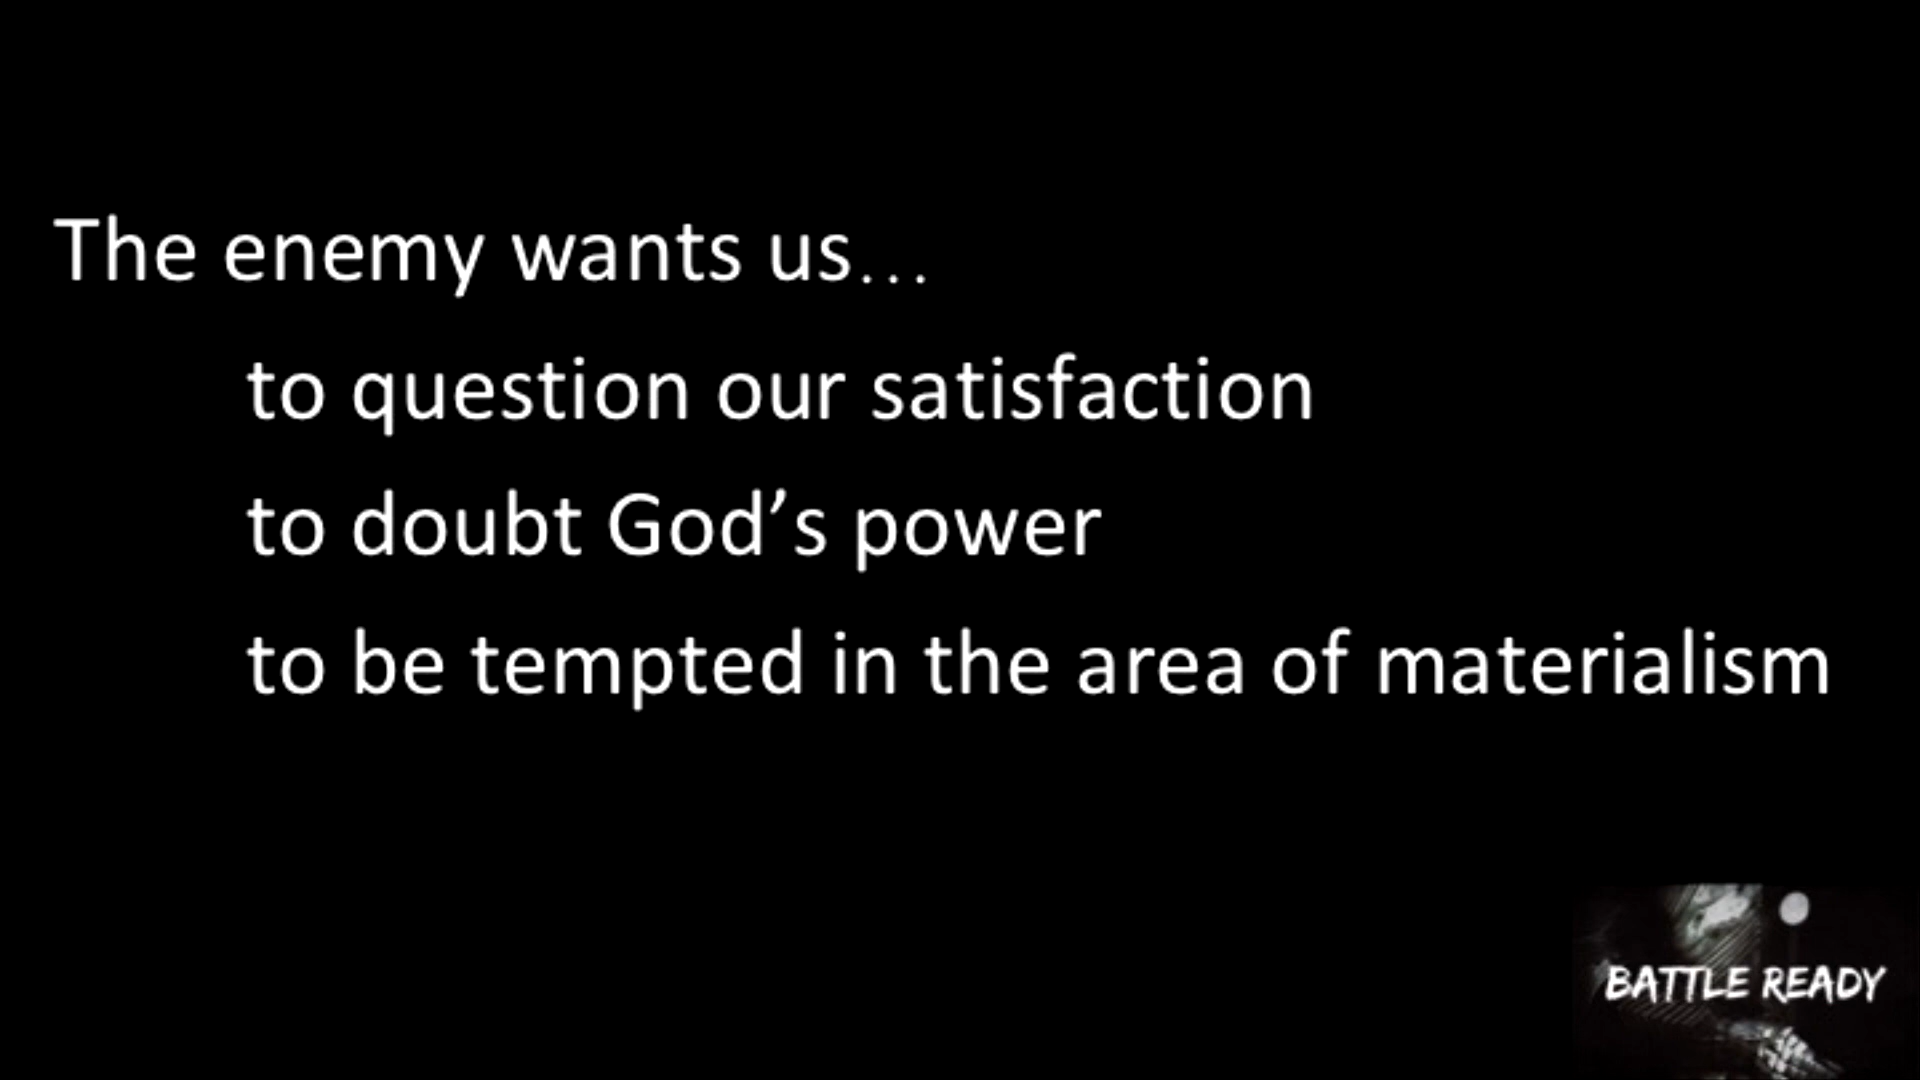 The enemy wants us...
to question our satisfaction
to doubt God’s power
to be tempted in the area of materialism
BATTLE READY